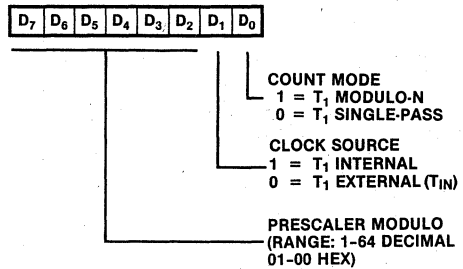 D7 D6 D5 D4 D3 D2 D1 D0
COUNT MODE
1 = T1 MODULO-N
0 = T1 SINGLE-PASS
CLOCK SOURCE
1 = T1 INTERNAL
0 = T1 EXTERNAL (TIN)
PRESCALER MODULO
(RANGE: 1-64 DECIMAL
01-00 HEX)